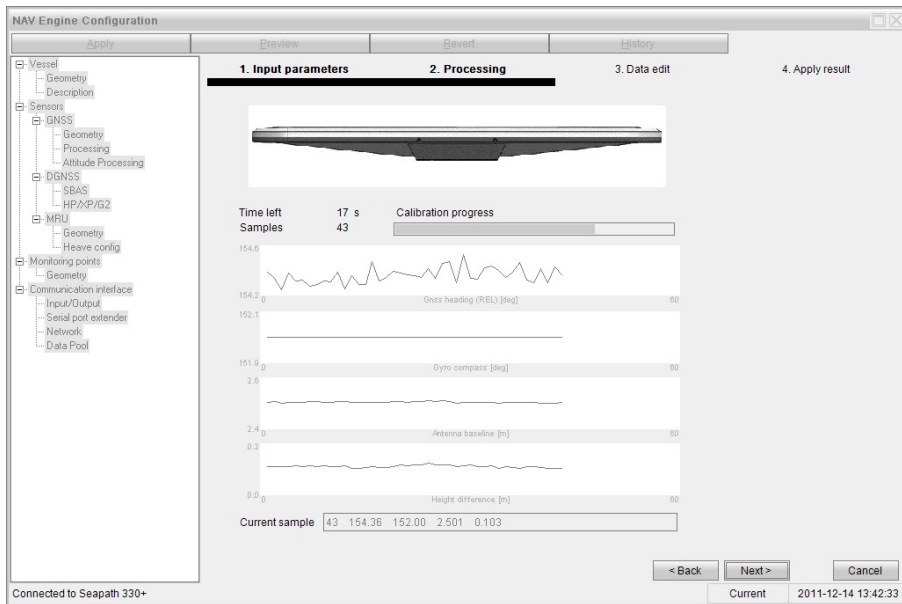 NAV Engine Configuration
Apply Preview Revert History
Vessel
Geometry
Description
Sensors
GNSS
Geometry
Processing
Attitude Processing
DGNSS
SBAS
HP/XP/G2
MRU
Geometry
Heave config
Monitoring points
Geometry
Communication interface
Input/Output
Serial port extender
Network
Data Pool
1. Input parameters 2. Processing 3. Data edit 4. Apply result
Time left 17 s Calibration progress
Samples 43
154.6
154.2 0 Gnss heading (REL) [deg] 60
152.1
151.9 0 Gyro compass [deg] 60
2.6
2.4 0 Antenna baseline [m] 60
0.2
0.0 0 Height difference [m] 60
Current sample 43 154.36 152.00 2.501 0.103
< Back Next > Cancel
Connected to Seapath 330+ Current 2011-12-14 13:42:33